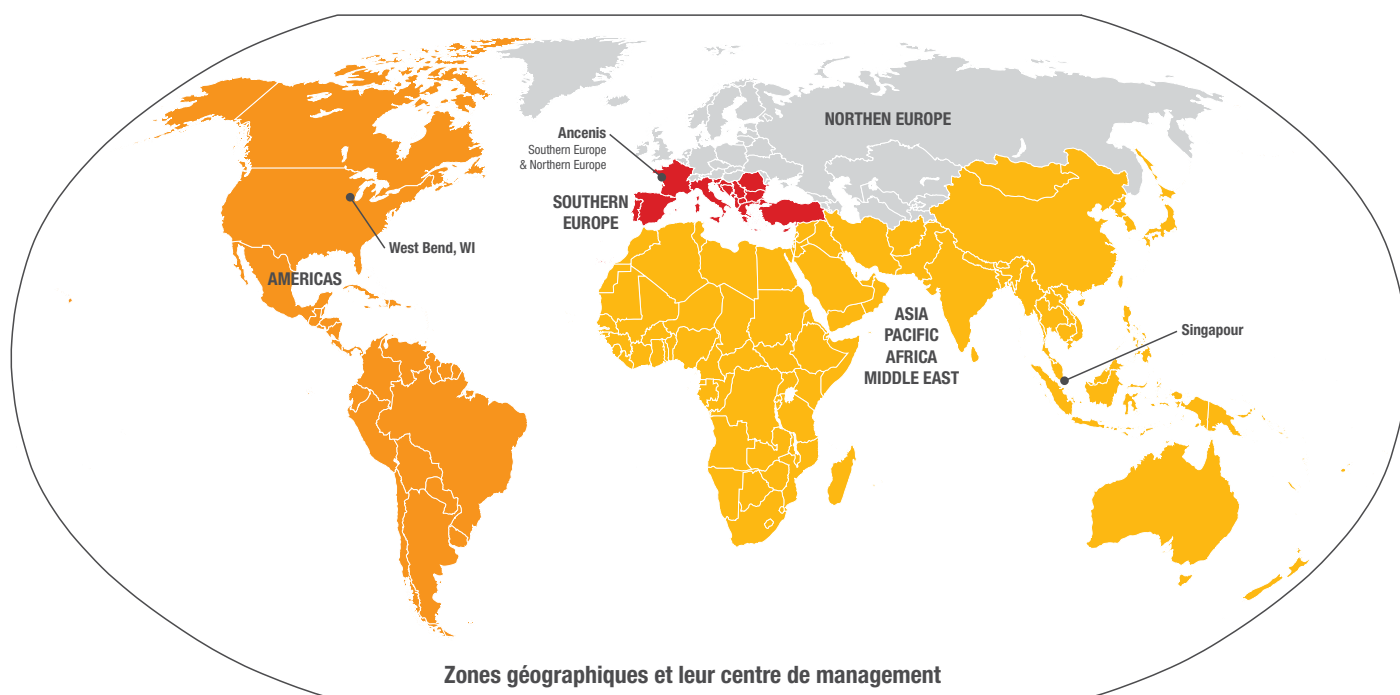 NORTHEN EUROPE
Ancenis
Southern Europe
& Northern Europe
SOUTHERN
EUROPE
West Bend, WI
AMERICAS
ASIA
PACIFIC
AFRICA
MIDDLE EAST
Singapour
Zones géographiques et leur centre de management